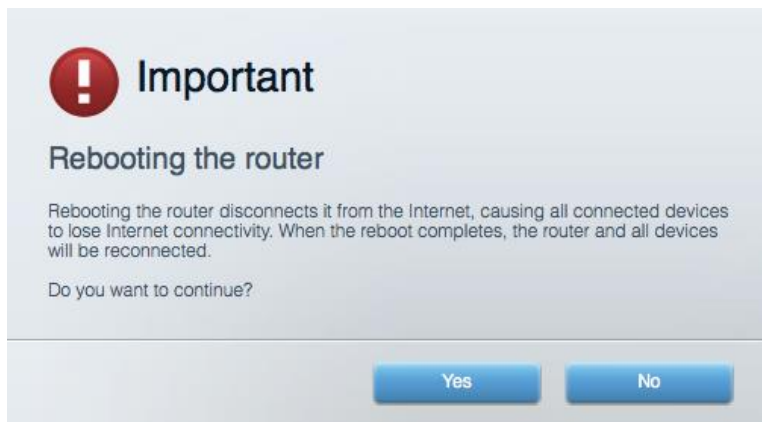 Important
Rebooting the router
Rebooting the router disconnects it from the Internet, causing all connected devices
to lose Internet connectivity. When the reboot completes, the router and all devices
will be reconnected.
Do you want to continue?
Yes
No